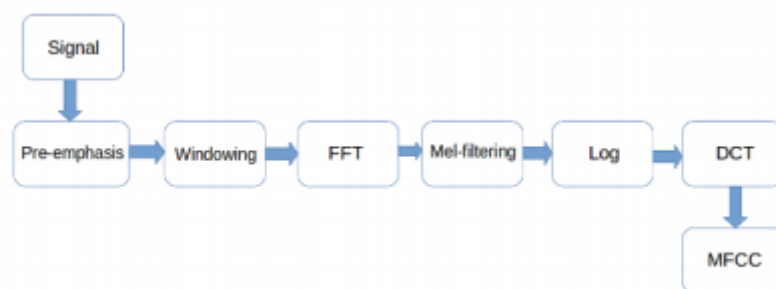 Signal
Pre-emphasis
Windowing
FFT
Mel-filtering
Log
DCT
MFCC